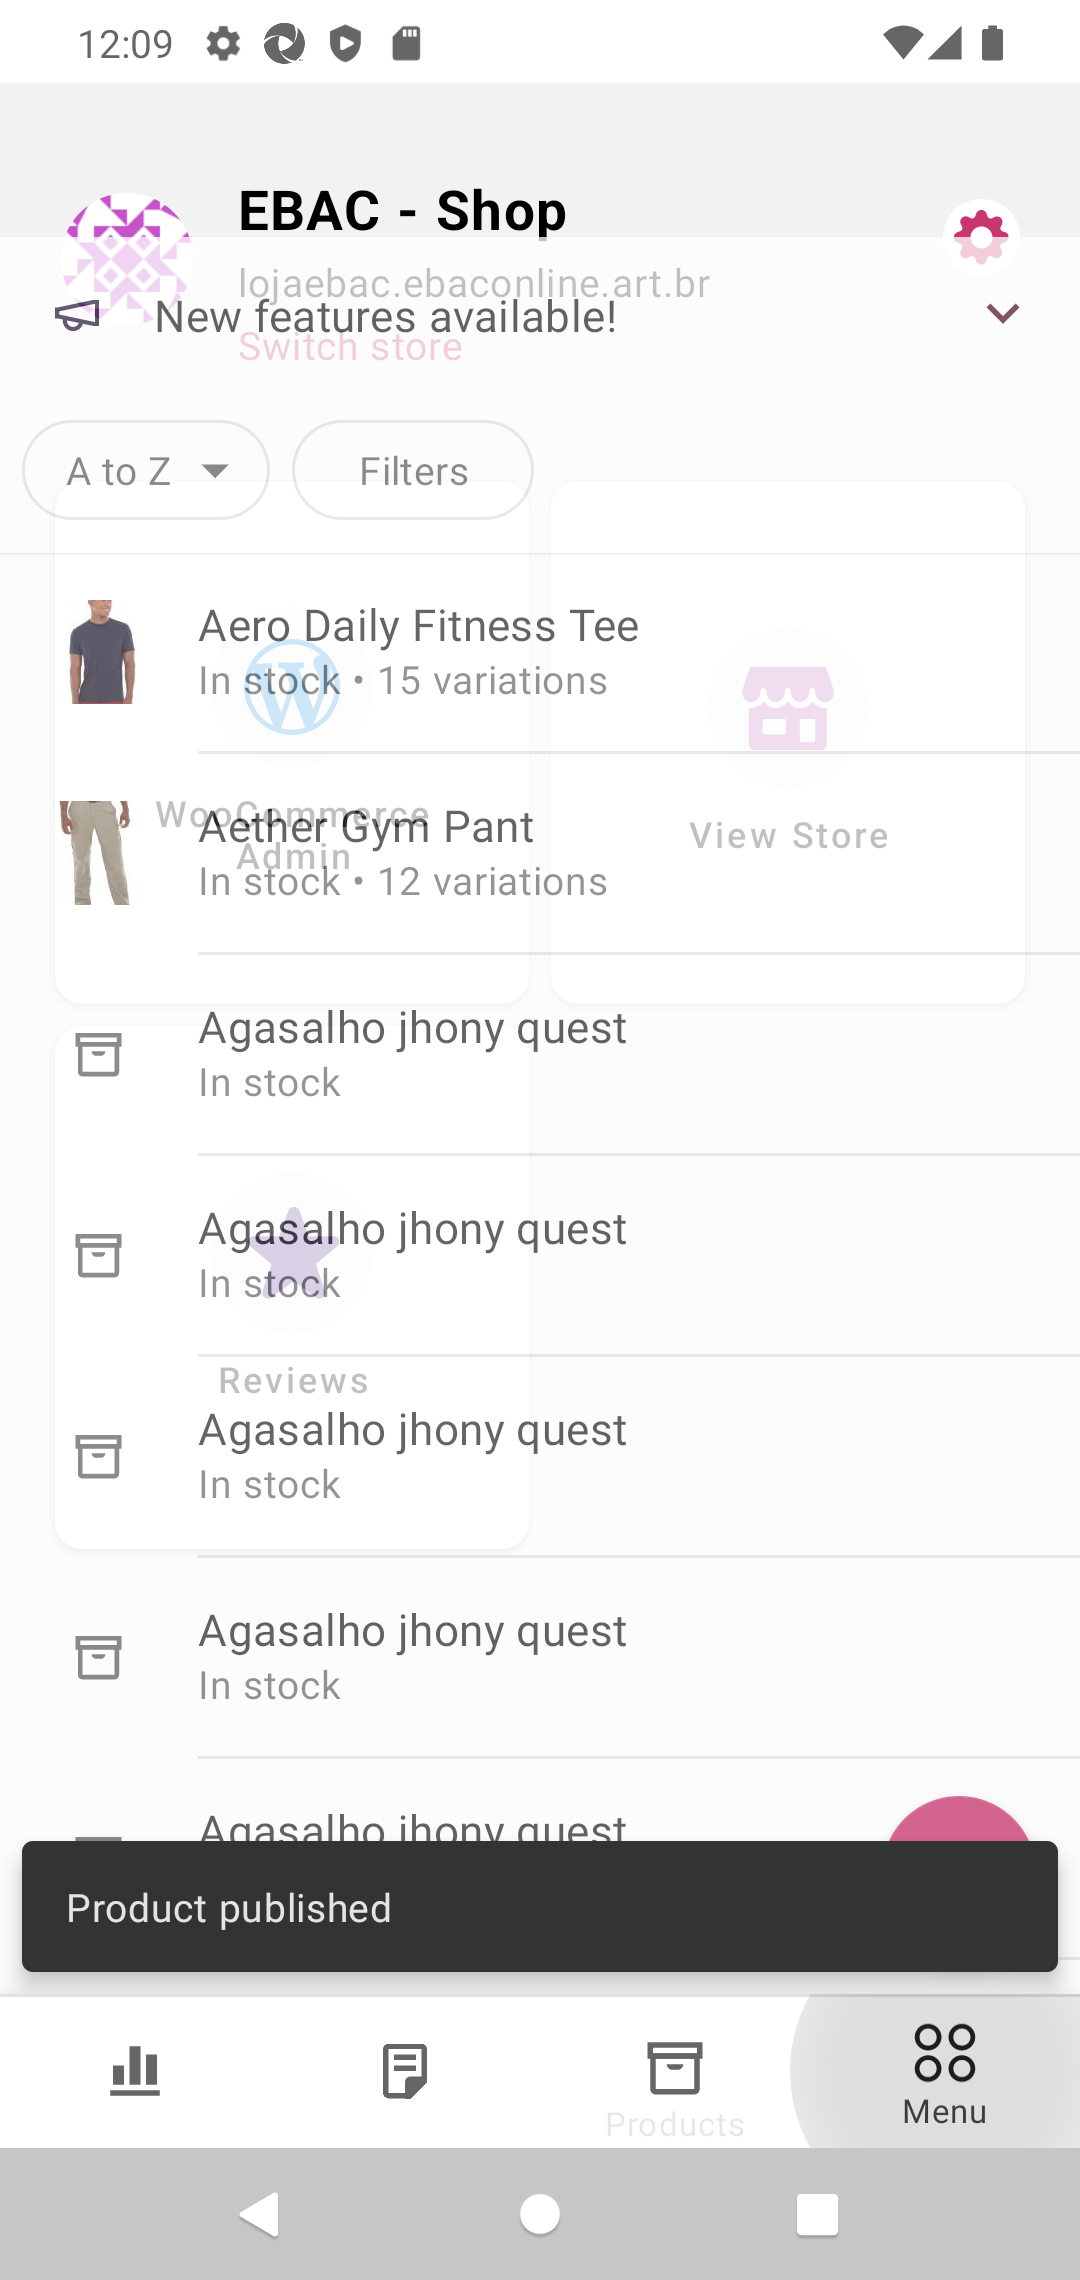 12:09
EBAC - Shop
lojaebac.ebaconline.art.br
New features available!
Switch store
A to Z
Filters
Aero Daily Fitness Tee
In stock • 15 variations
WooCommerce
Admin
View Store
Aether Gym Pant
In stock • 12 variations
Agasalho jhony quest
In stock
Agasalho jhony quest
In stock
Reviews
Agasalho jhony quest
In stock
Agasalho jhony quest
In stock
Agasalho jhony quest
Product published
Products
Menu